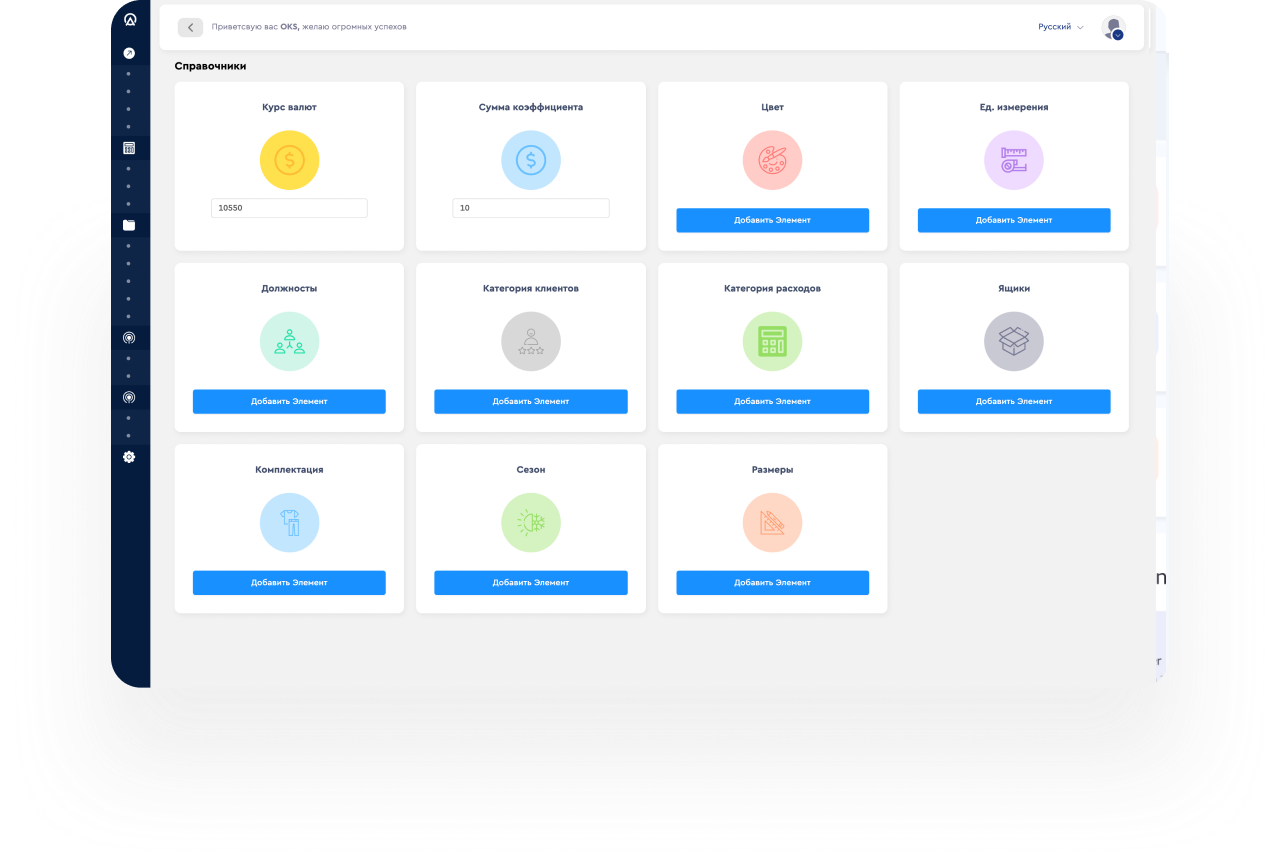 Приветсвую вас OKS, желаю огромных успехов
Русский
Справочники
Курс валют
Сумма коэффициента
Цвет
Ед. измерения
10550
10
Добавить Элемент
Добавить Элемент
Должносты
Категория клиентов
Категория расходов
Ящики
Добавить Элемент
Добавить Элемент
Добавить Элемент
Добавить Элемент
Комплектация
Сезон
Размеры
Добавить Элемент
Добавить Элемент
Добавить Элемент